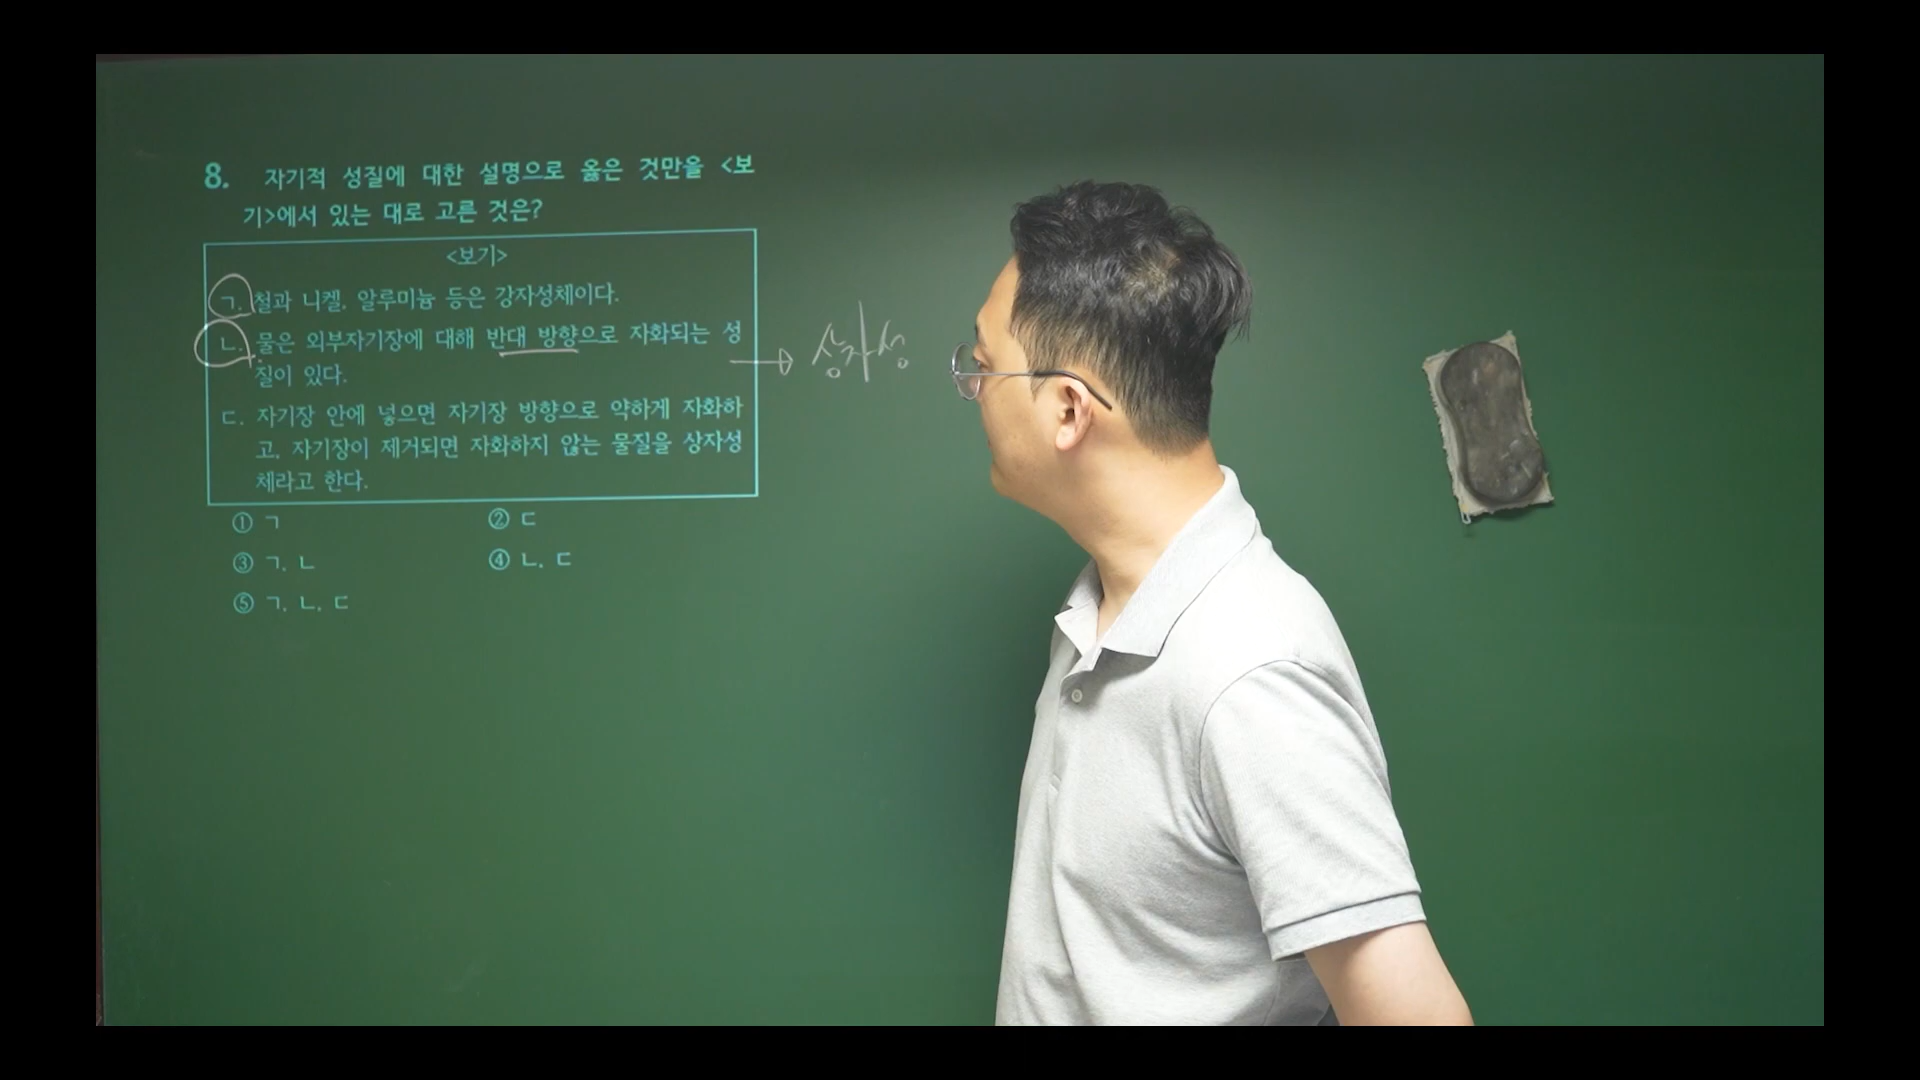 8. 자기적 성질에 대한 설명으로 옳은 것만을 <보
기>에서 있는 대로 고른 것은?
<보기>
ㄱ. 철과 니켈, 알루미늄 등은 강자성체이다.
ㄴ. 물은 외부자기장에 대해 반대 방향으로 자화되는 성
질이 있다.
→ 상자성
ㄷ. 자기장 안에 넣으면 자기장 방향으로 약하게 자화하
고, 자기장이 제거되면 자화하지 않는 물질을 상자성
체라고 한다.
① ㄱ ② ㄷ
③ ㄱ, ㄴ ④ ㄴ, ㄷ
⑤ ㄱ, ㄴ, ㄷ